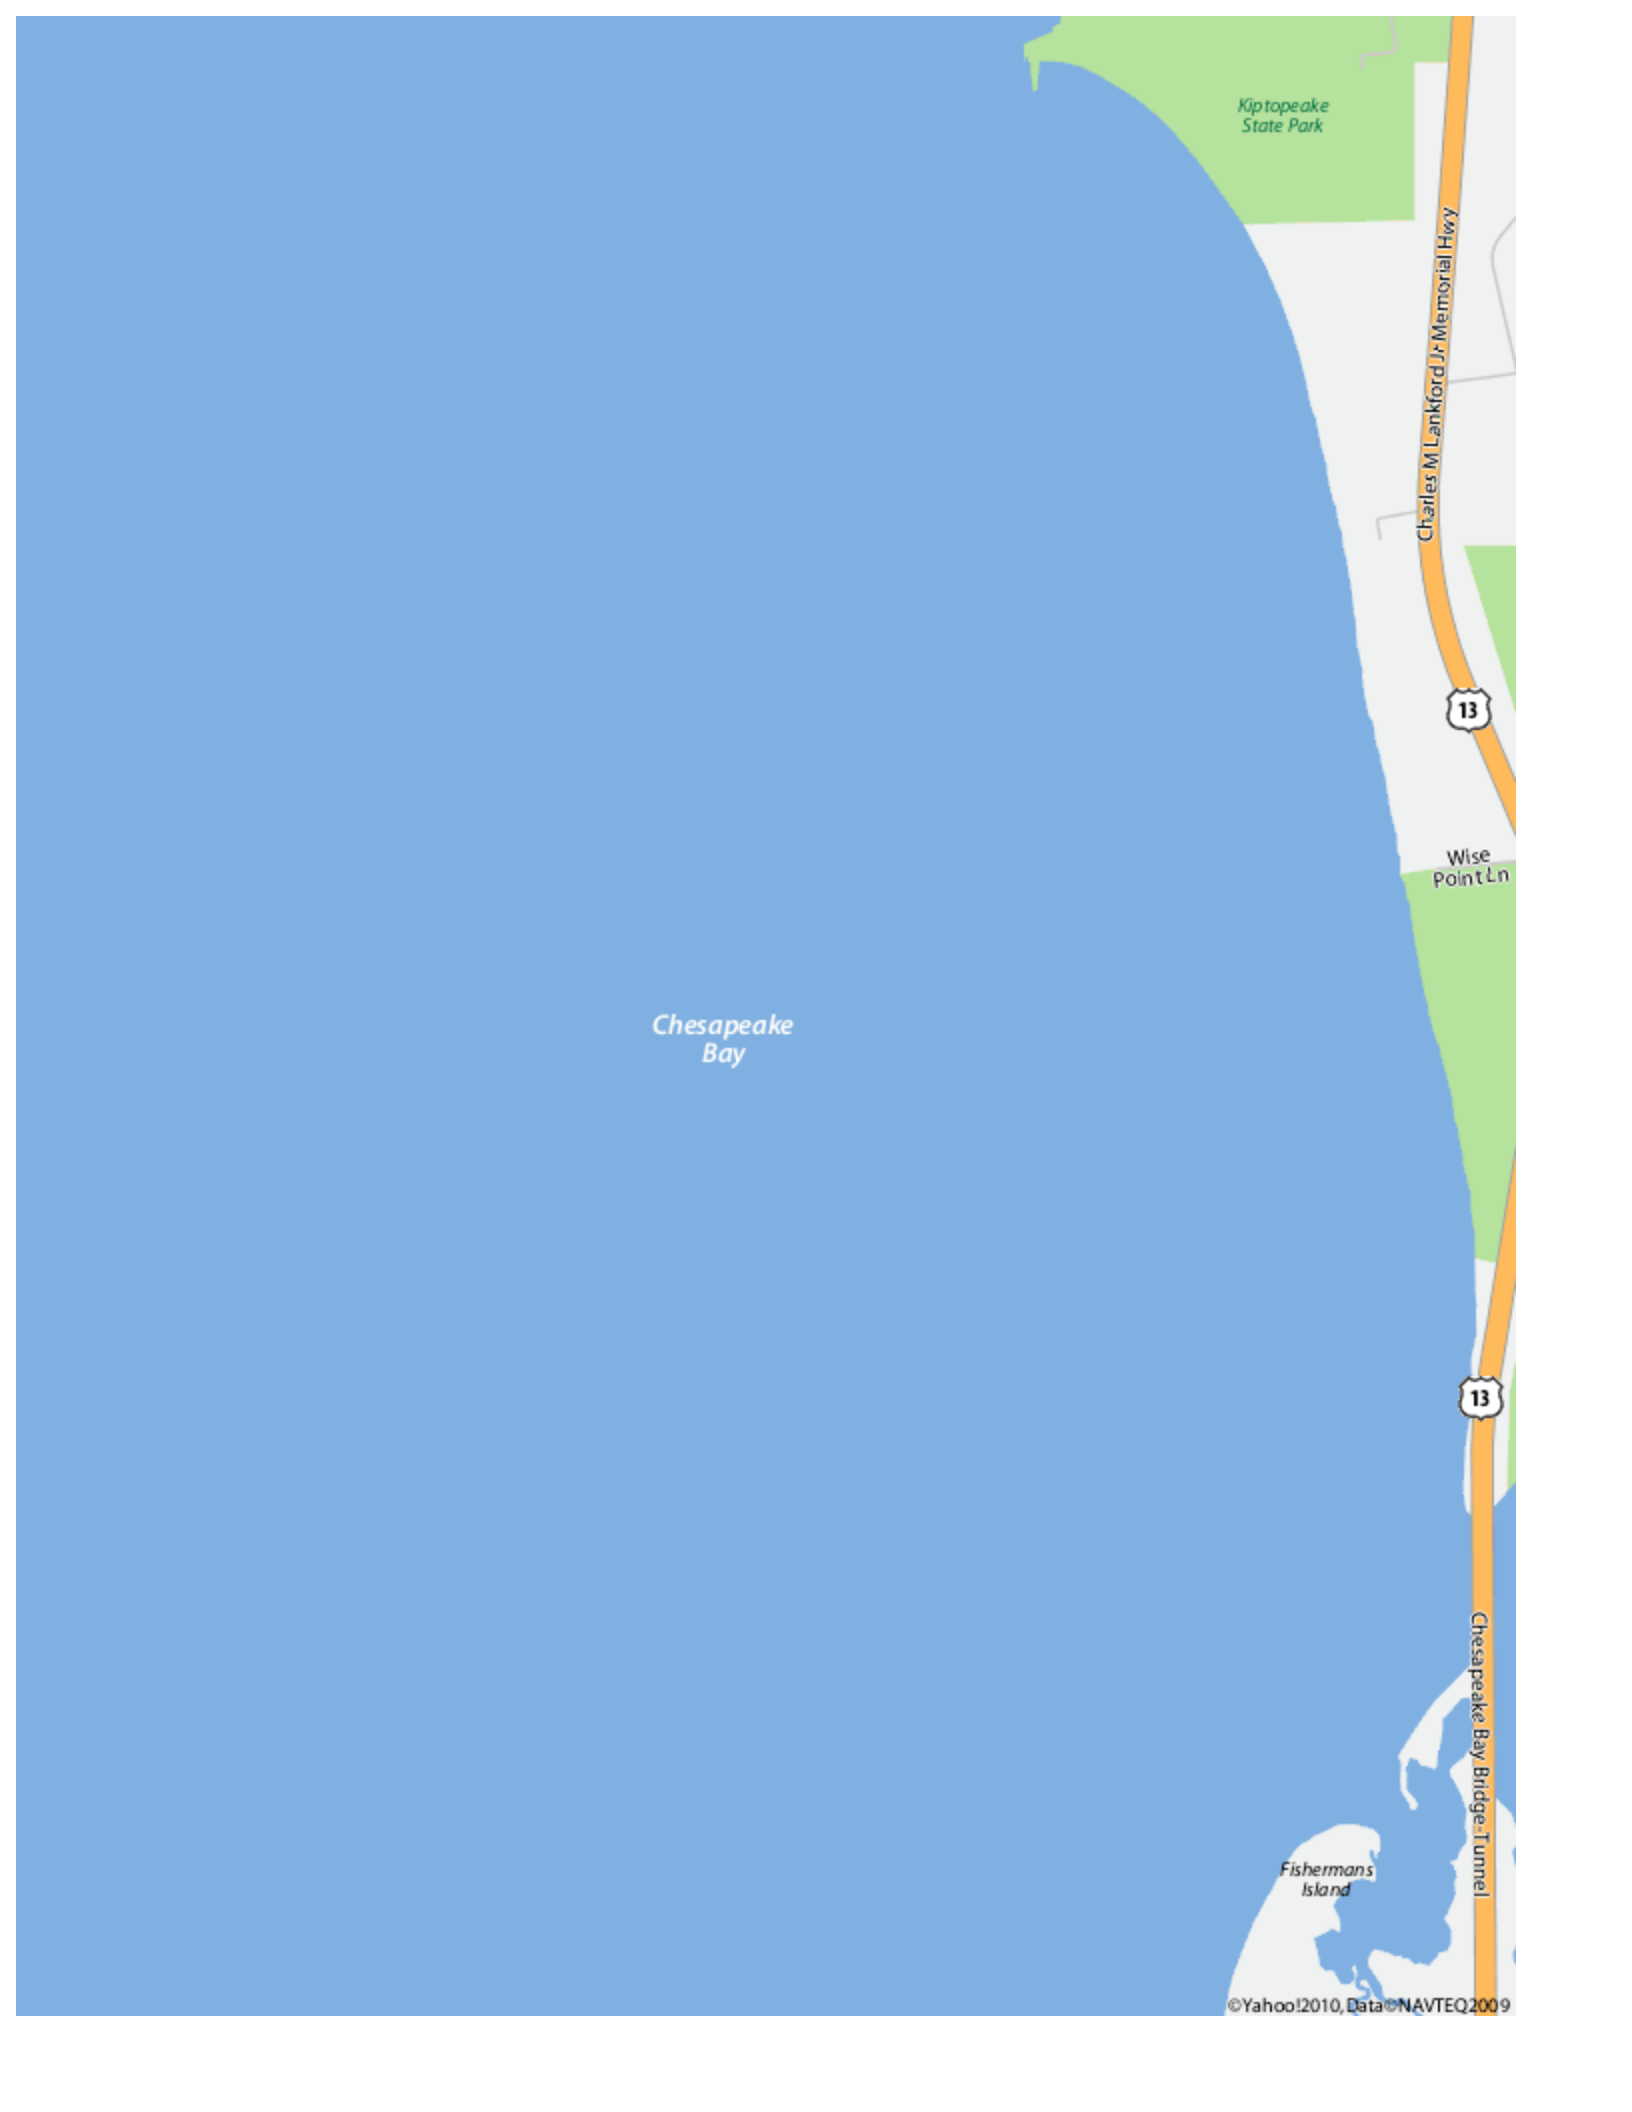 Kiptopeake
State Park
Charles M Lankford Jr Memorial Hwy
13
Wise
Point Ln
Chesapeake
Bay
13
Chesapeake Bay Bridge-Tunnel
Fishermans
Island
©Yahoo!2010, Data©NAVTEQ2009